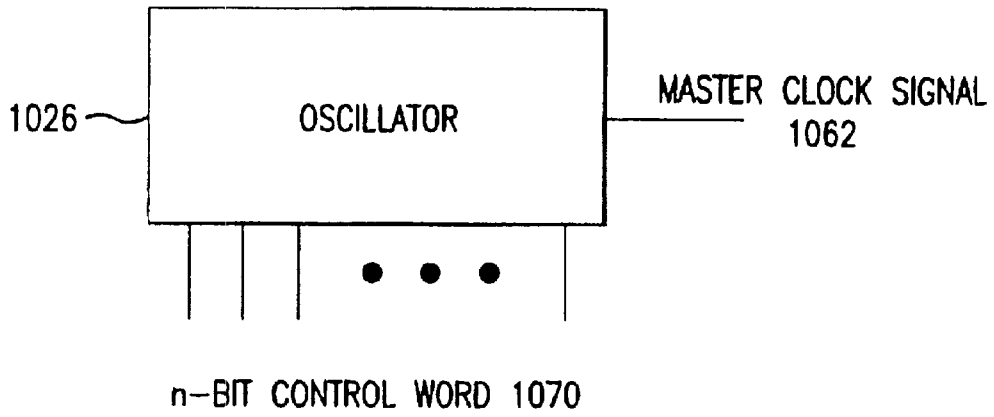 1026
OSCILLATOR
MASTER CLOCK SIGNAL
1062
n-BIT CONTROL WORD 1070